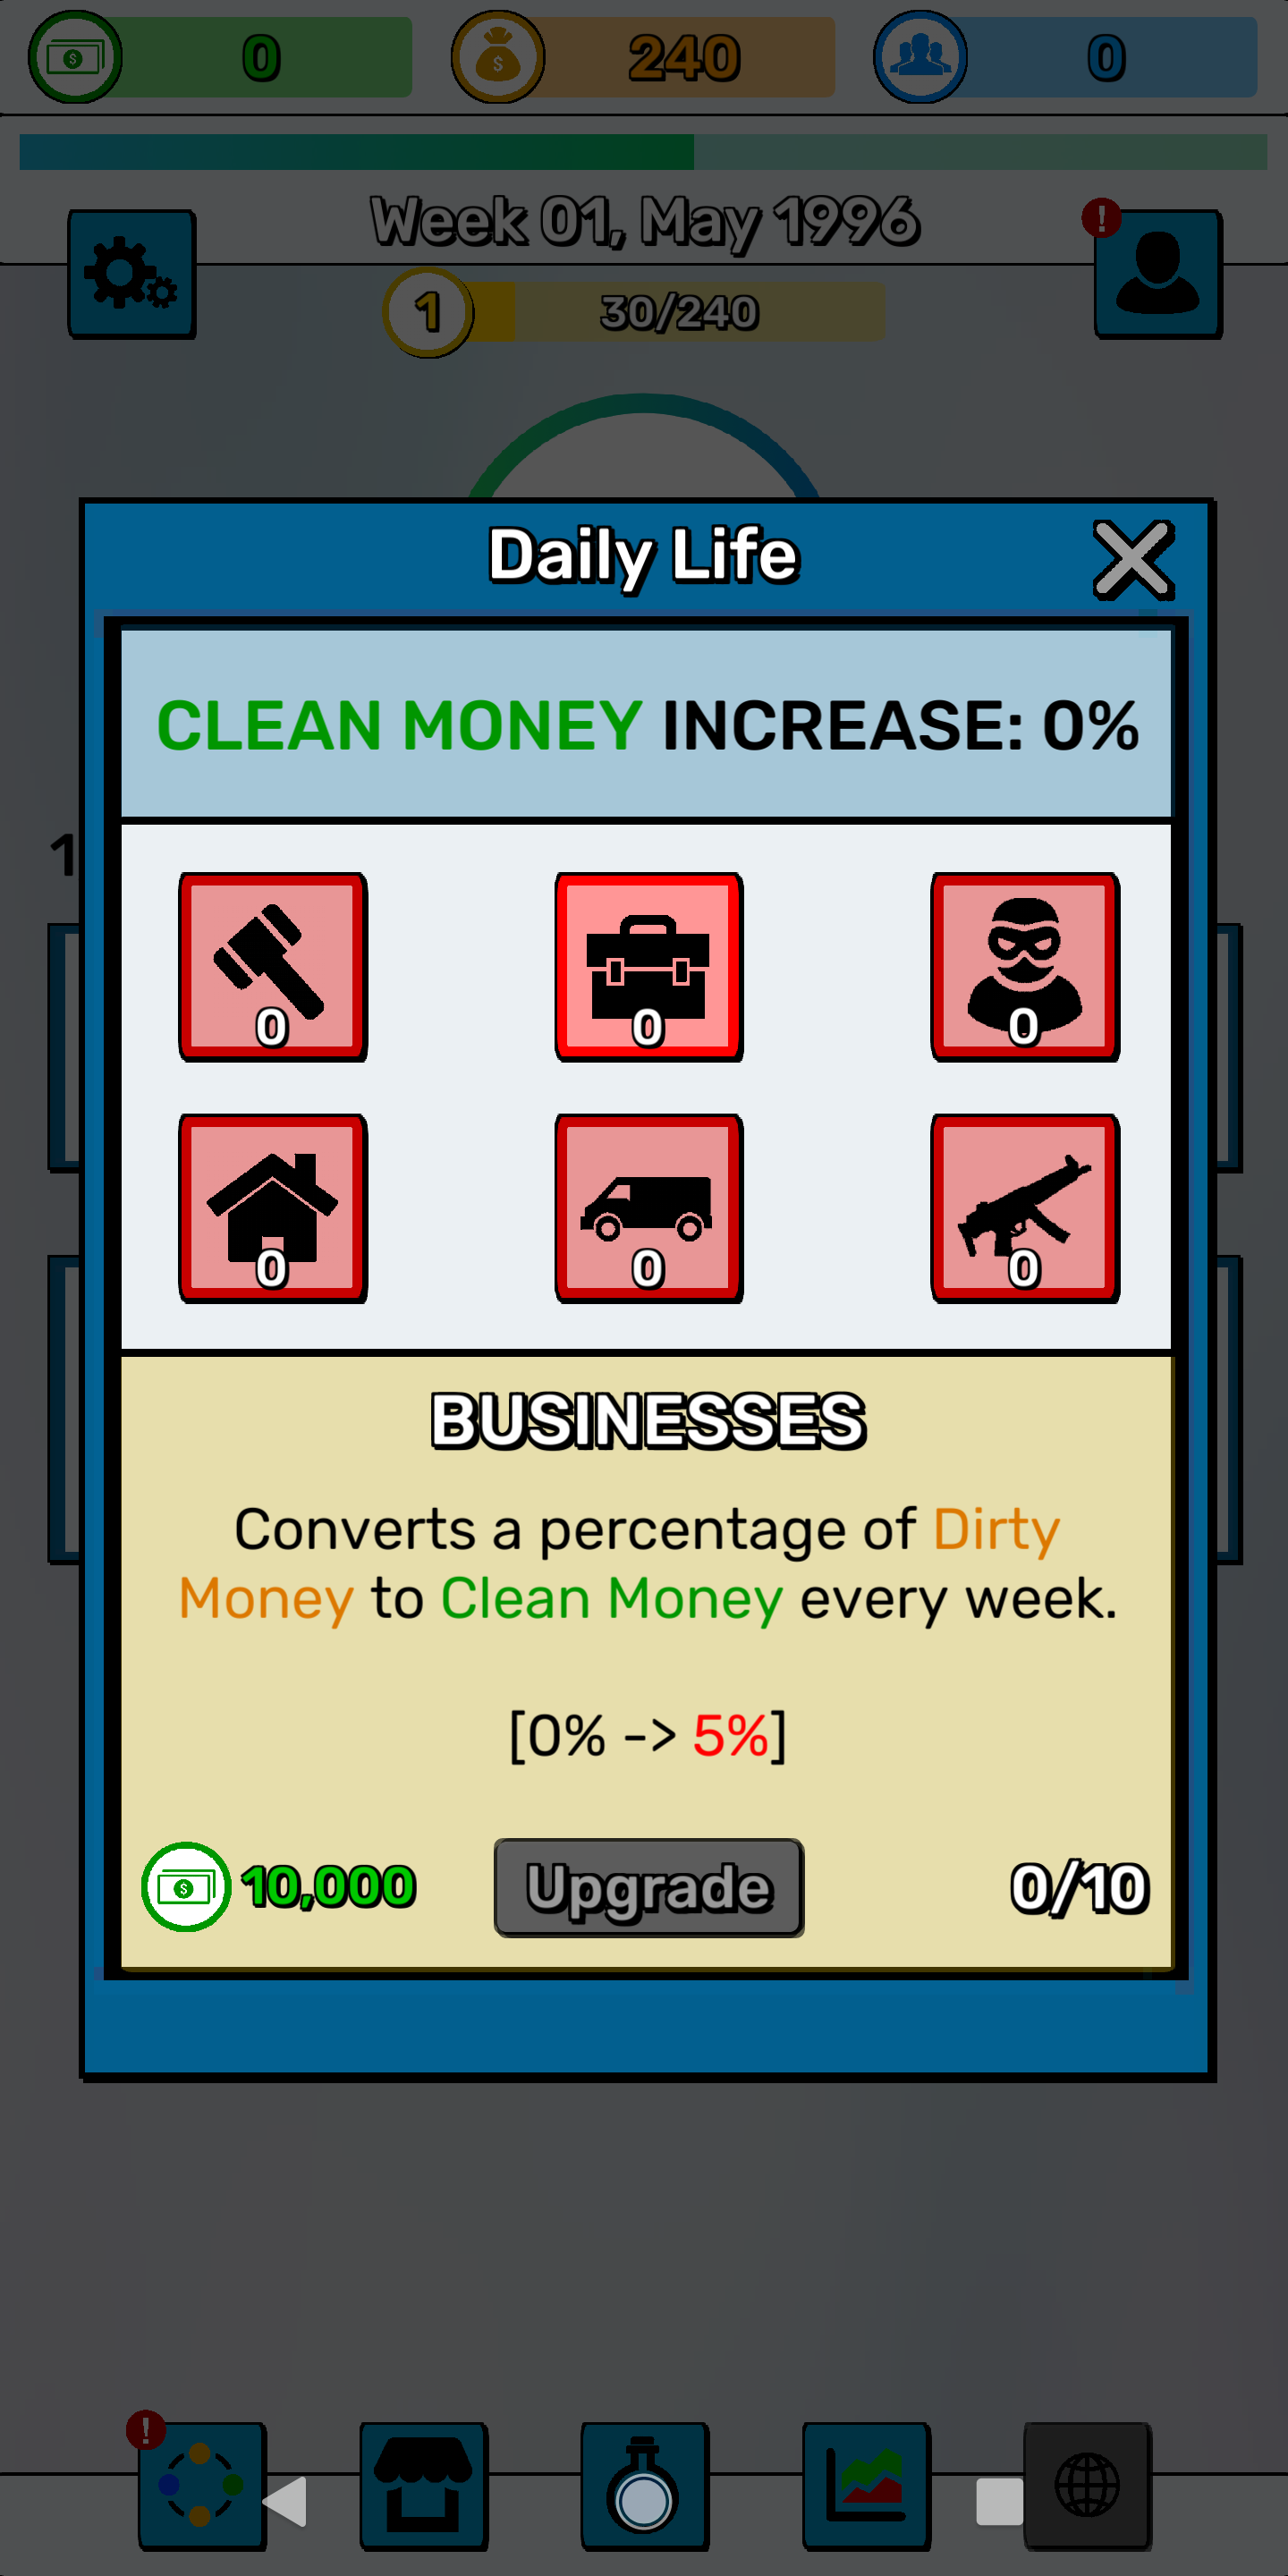 0
240
0
Week 01, May 1996
1
30/240
Daily Life
CLEAN MONEY INCREASE: 0%
1
0
0
0
0
0
0
BUSINESSES
Converts a percentage of Dirty
Money to Clean Money every week.
[0% -> 5%]
10,000
Upgrade
0/10